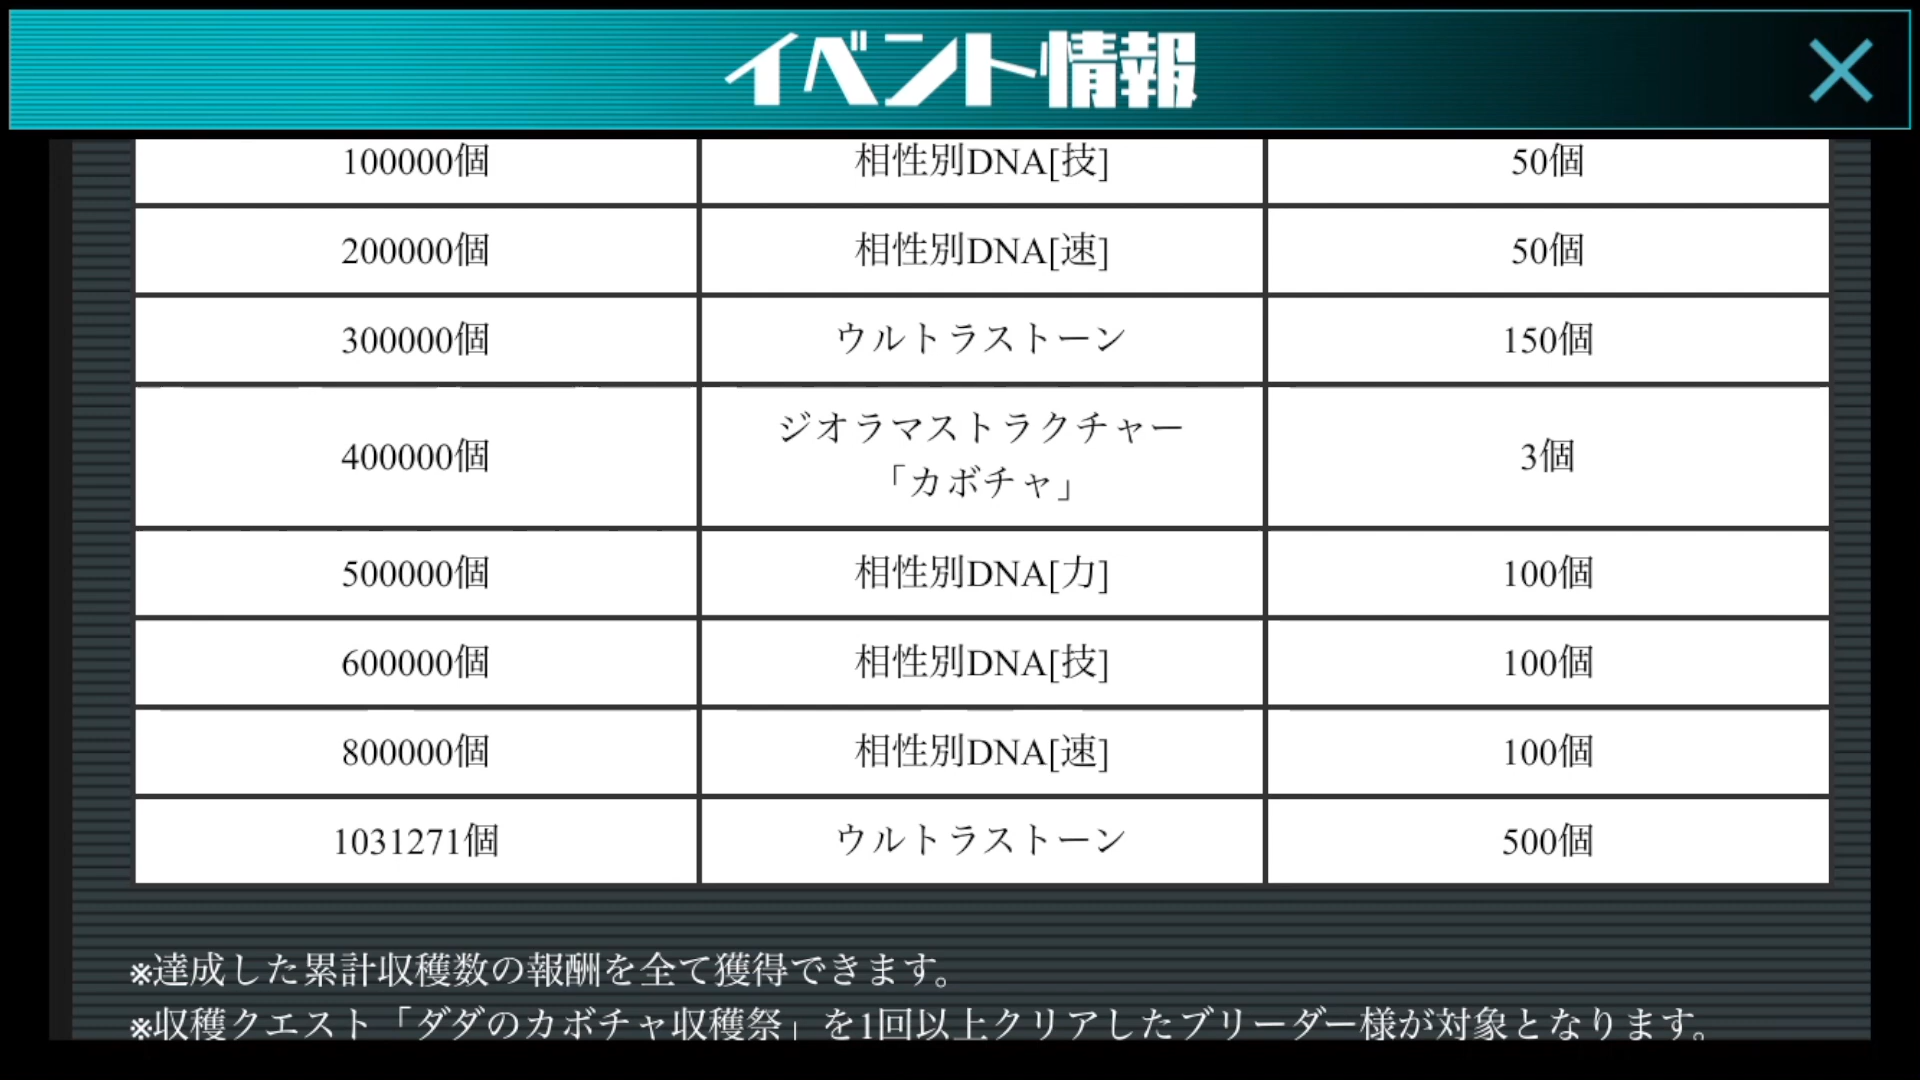 イベント情報
100000個 相性別DNA[技] 50個
200000個 相性別DNA[速] 50個
300000個 ウルトラストーン 150個
400000個 ジオラマストラクチャー 3個
「カボチャ」
500000個 相性別DNA[力] 100個
600000個 相性別DNA[技] 100個
800000個 相性別DNA[速] 100個
1031271個 ウルトラストーン 500個
※達成した累計収穫数の報酬を全て獲得できます。
※収穫クエスト「ダダのカボチャ収穫祭」を1回以上クリアしたブリーダー様が対象となります。